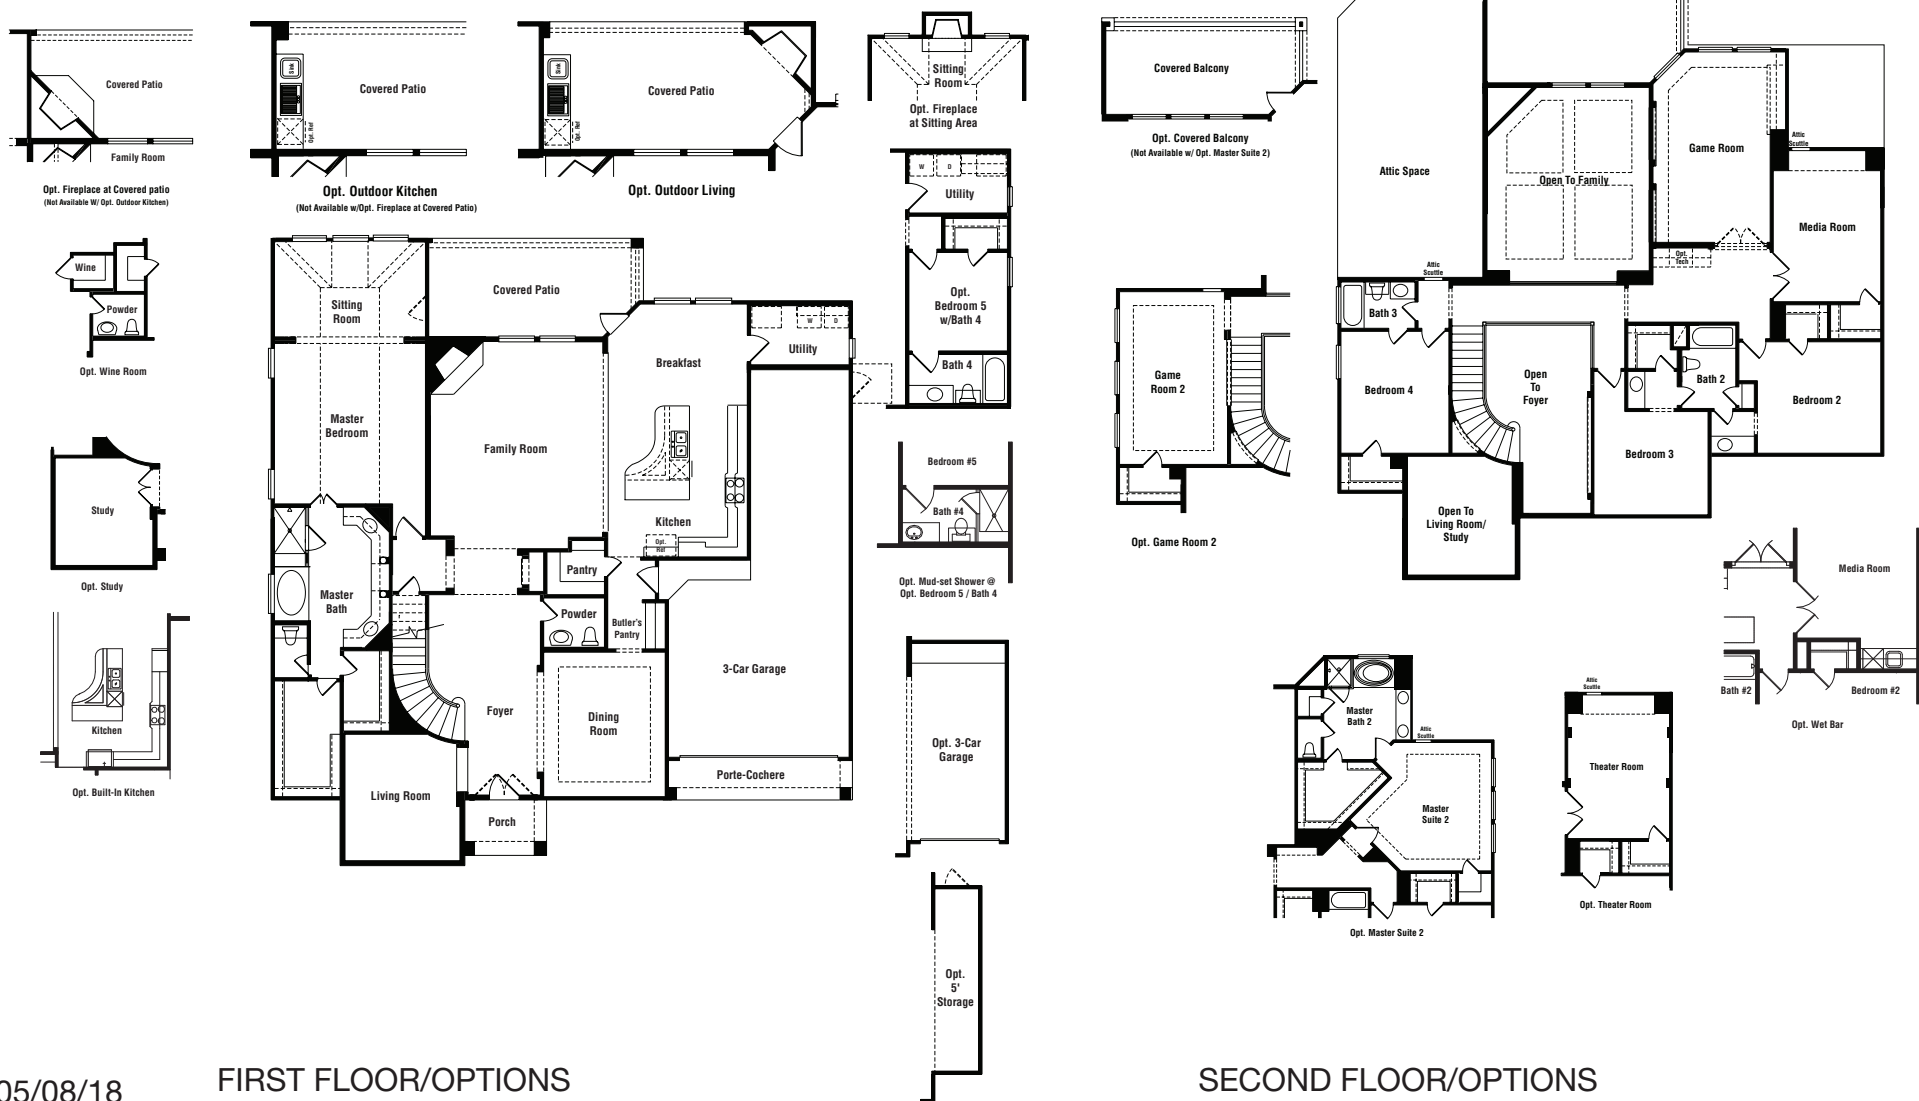 Covered Patio
Family Room
Opt. Fireplace at Covered patio
(Not Available W/ Opt. Outdoor Kitchen)
Sink
Covered Patio
Opt. Ref
Opt. Outdoor Kitchen
(Not Available w/Opt. Fireplace at Covered Patio)
Sink
Covered Patio
Opt. Ref
Opt. Outdoor Living
Sitting
Room
Opt. Fireplace
at Sitting Area
W D
Utility
Opt.
Bedroom 5
w/Bath 4
Bath 4
Wine
Powder
Opt. Wine Room
Study
Opt. Study
Kitchen
Opt. Built-In Kitchen
Sitting
Room
Covered Patio
W D
Utility
Breakfast
Master
Bedroom
Family Room
Kitchen
Opt.
Ref
Pantry
Master
Bath
Powder
Butler's
Pantry
3-Car Garage
Foyer
Dining
Room
Porte-Cochere
Living Room
Porch
Bedroom #5
Bath #4
Opt. Mud-set Shower @
Opt. Bedroom 5 / Bath 4
Opt. 3-Car
Garage
Opt.
5'
Storage
Covered Balcony
Opt. Covered Balcony
(Not Available w/ Opt. Master Suite 2)
Game
Room 2
Opt. Game Room 2
Attic Space
Open To Family
Game Room
Attic
Scuttle
Media Room
Opt.
Tech
Attic
Scuttle
Bath 3
Bedroom 4
Open
To
Foyer
Bath 2
Bedroom 2
Bedroom 3
Open To
Living Room/
Study
Media Room
Bath #2
Bedroom #2
Opt. Wet Bar
Master
Bath 2
Attic
Scuttle
Master
Suite 2
Opt. Master Suite 2
Attic
Scuttle
Theater Room
Opt. Theater Room
05/08/18
FIRST FLOOR/OPTIONS
SECOND FLOOR/OPTIONS